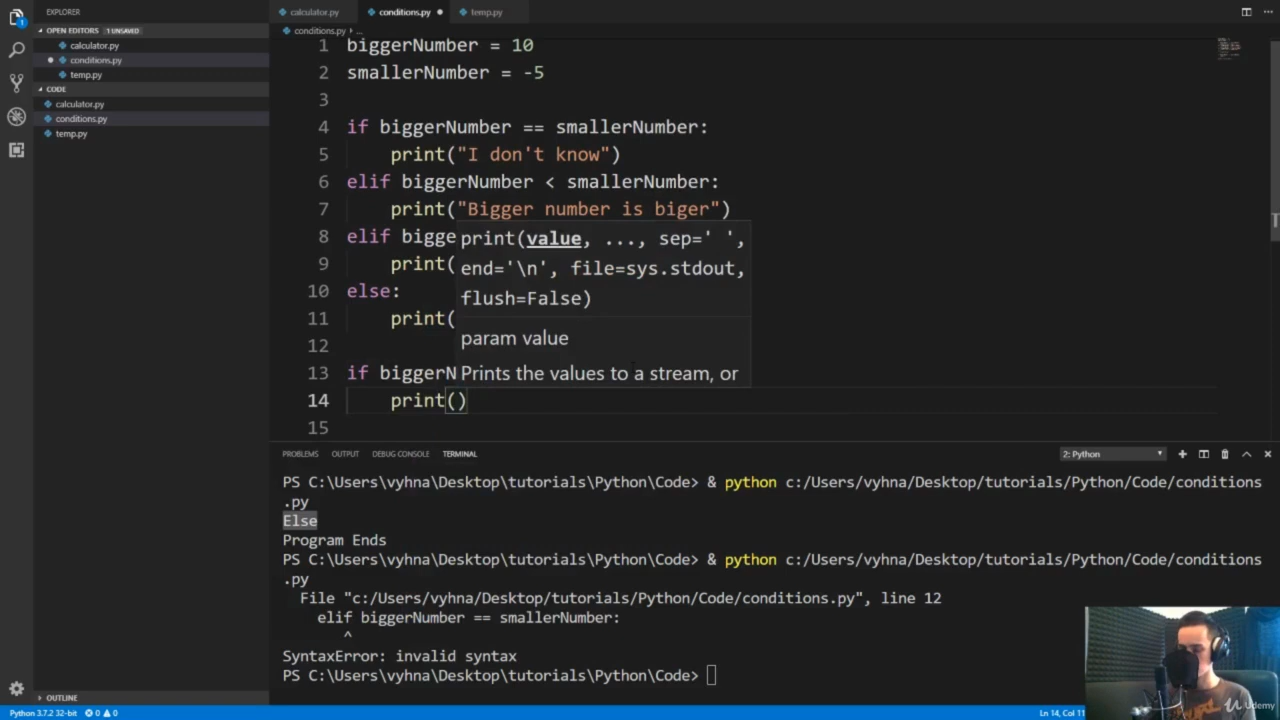 EXPLORER
calculator.py
conditions.py
temp.py
OPEN EDITORS 1 UNSAVED
calculator.py
conditions.py
temp.py
CODE
calculator.py
conditions.py
temp.py
OUTLINE
conditions.py › ...
1 biggerNumber = 10
2 smallerNumber = -5
3
4 if biggerNumber == smallerNumber:
5 print("I don't know")
6 elif biggerNumber < smallerNumber:
7 print("Bigger number is biger")
8 elif bigge
9 print(
10 else:
11 print(
12
13 if biggerN
14 print()
15
print(value, ..., sep=' ',
end='\n', file=sys.stdout,
flush=False)
param value
Prints the values to a stream, or
PROBLEMS OUTPUT DEBUG CONSOLE TERMINAL
2: Python
PS C:\Users\vyhna\Desktop\tutorials\Python\Code> & python c:/Users/vyhna/Desktop/tutorials/Python/Code/conditions
.py
Else
Program Ends
PS C:\Users\vyhna\Desktop\tutorials\Python\Code> & python c:/Users/vyhna/Desktop/tutorials/Python/Code/conditions
.py
File "c:/Users/vyhna/Desktop/tutorials/Python/Code/conditions.py", line 12
elif biggerNumber == smallerNumber:
^
SyntaxError: invalid syntax
PS C:\Users\vyhna\Desktop\tutorials\Python\Code>
Python 3.7.2 32-bit 0 0
Ln 14, Col 11
Udemy